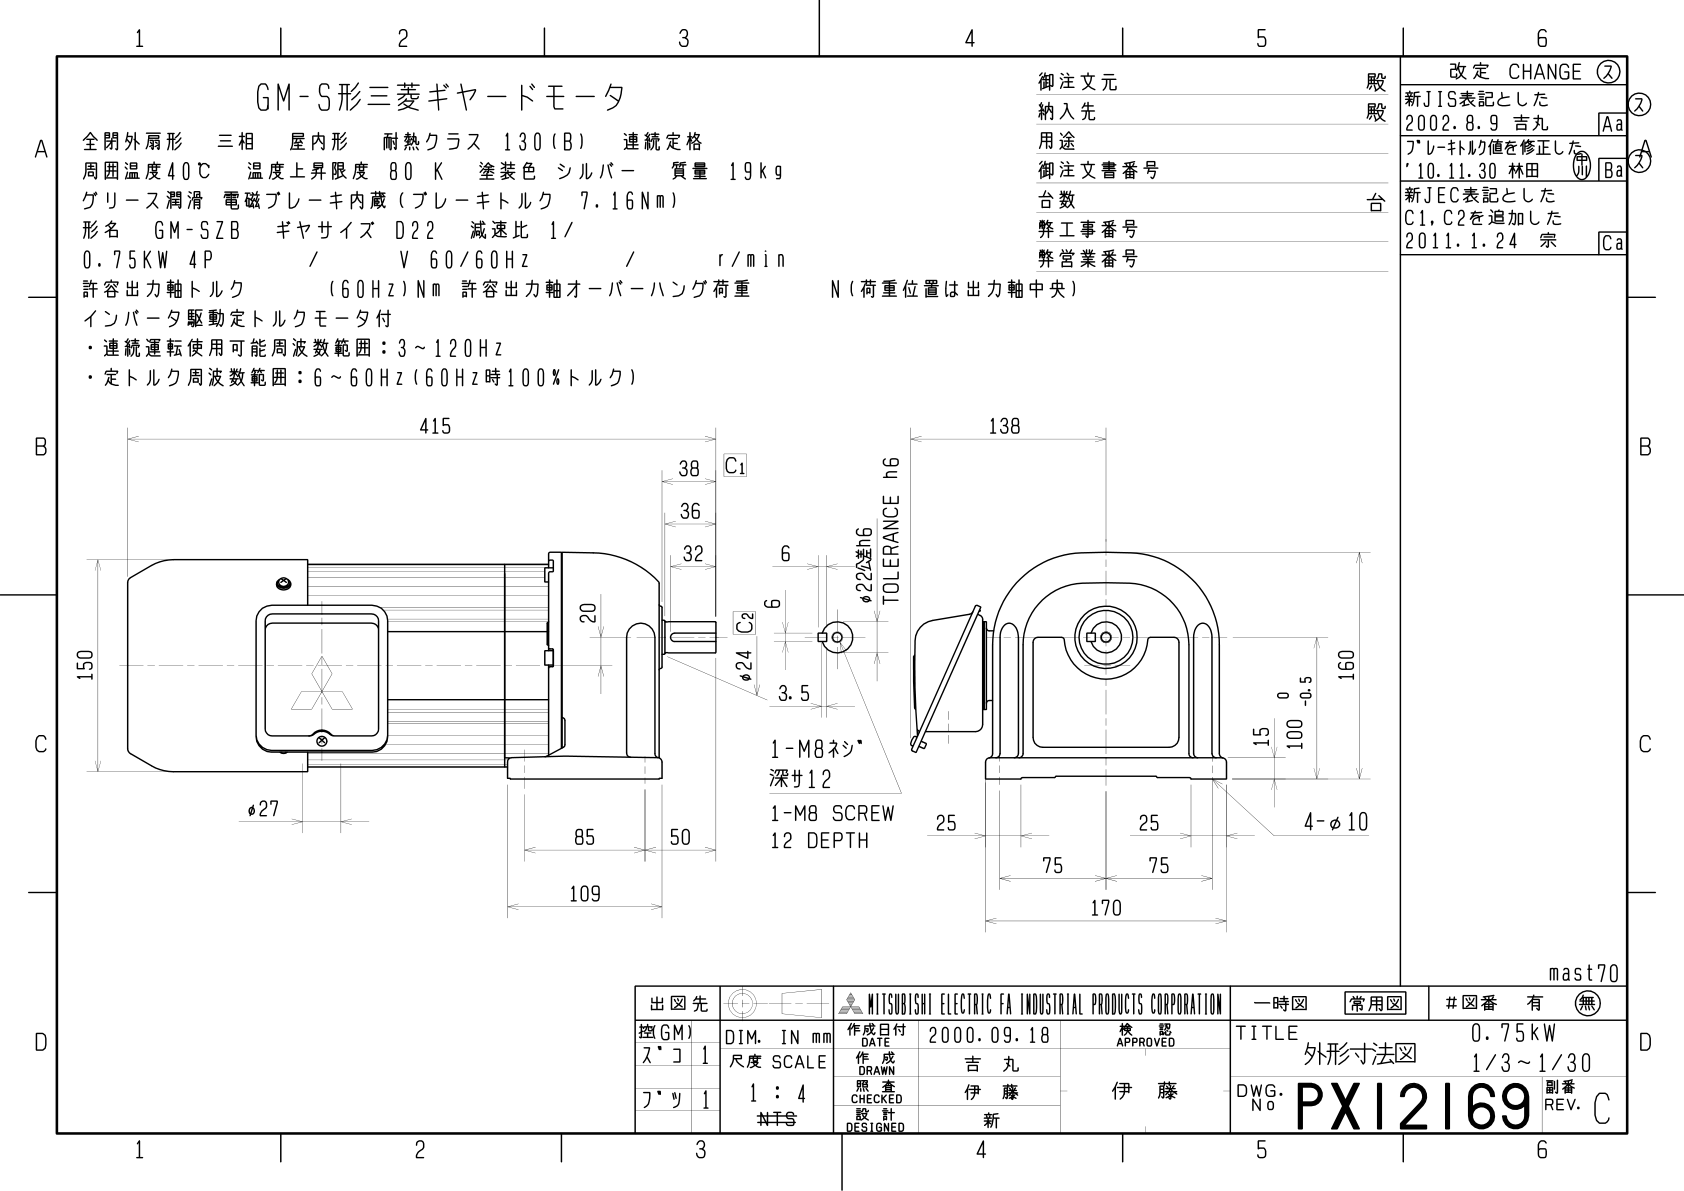 1 2 3 4 5 6
GM-S形三菱ギヤードモータ
全閉外扇形 三相 屋内形 耐熱クラス 130(B) 連続定格
周囲温度40℃ 温度上昇限度 80 K 塗装色 シルバー 質量 19kg
グリース潤滑 電磁ブレーキ内蔵(ブレーキトルク 7.16Nm)
形名 GM-SZB ギヤサイズ D22 減速比 1/
0.75KW 4P / V 60/60Hz / r/min
許容出力軸トルク (60Hz)Nm 許容出力軸オーバーハング荷重 N(荷重位置は出力軸中央)
インバータ駆動定トルクモータ付
・連続運転使用可能周波数範囲：3～120Hz
・定トルク周波数範囲：6～60Hz(60Hz時100%トルク)
御注文元 殿
納入先 殿
用途
御注文書番号
台数 台
弊工事番号
弊営業番号
改定 CHANGE ス
新JIS表記とした
2002.8.9 吉丸 Aa
ス
ブレーキトルク値を修正した
'10.11.30 林田 中川 Ba
ス
新JEC表記とした
C1,C2を追加した
2011.1.24 宗 Ca
A A
B B
C C
D D
415
38 C1
36
32
20
150
φ24 C2
φ27
85 50
109
6
6
3.5
φ22公差h6
TOLERANCE h6
1-M8ネジ
深サ12
1-M8 SCREW
12 DEPTH
138
160
100 0 -0.5
15
25 25
4-φ10
75 75
170
mast70
出図先
控(GM)
ズコ 1
ブツ 1
DIM. IN mm
尺度 SCALE
1 : 4
NTS
MITSUBISHI ELECTRIC FA INDUSTRIAL PRODUCTS CORPORATION
作成日付 DATE 2000.09.18
作成 DRAWN 吉丸
照査 CHECKED 伊藤
設計 DESIGNED 新
検認 APPROVED
伊藤
一時図 常用図 #図番 有 無
TITLE 外形寸法図
0.75kW
1/3～1/30
DWG. No PX12169
副番 REV. C
1 2 3 4 5 6